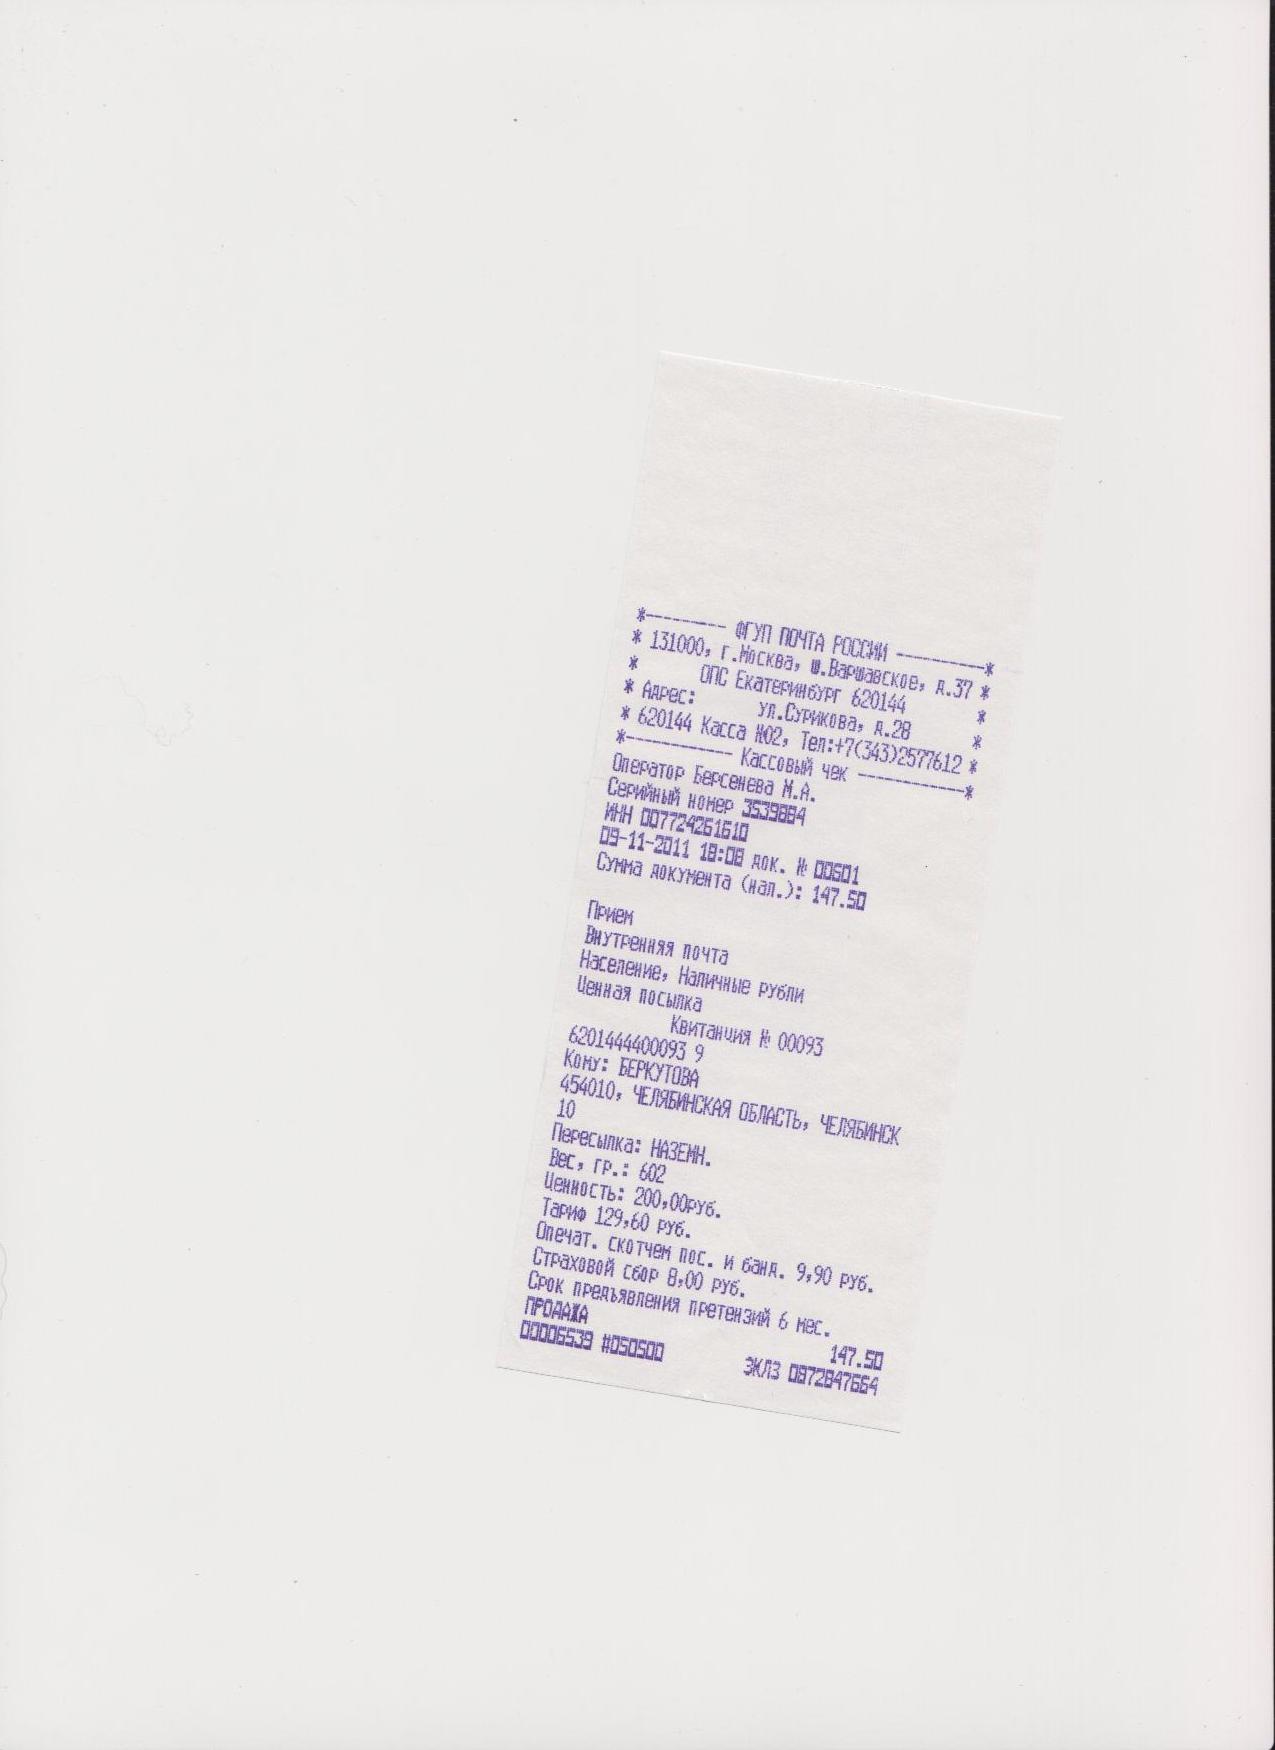 *-------- ФГУП ПОЧТА РОССИИ ---------*
* 131000, г.Москва, ш.Варшавское, д.37 *
* ОПС Екатеринбург 620144 *
* Адрес: ул.Сурикова, д.28 *
* 620144 Касса №02, Тел:+7(343)2577612 *
*----------- Кассовый чек -----------*
Оператор Берсенева М.А.
Серийный номер 3539884
ИНН 007724261610
09-11-2011 18:08 док. № 00601
Сумма документа (нал.): 147.50
Прием
Внутренняя почта
Население, Наличные рубли
Ценная посылка
Квитанция № 00093
6201444400093 9
Кому: БЕРКУТОВА
454010, ЧЕЛЯБИНСКАЯ ОБЛАСТЬ, ЧЕЛЯБИНСК
10
Пересылка: НАЗЕМН.
Вес, гр.: 602
Ценность: 200,00руб.
Тариф 129,60 руб.
Опечат. скотчем пос. и банд. 9,90 руб.
Страховой сбор 8,00 руб.
Срок предъявления претензий 6 мес.
ПРОДАЖА 147.50
00006539 #050500 ЭКЛЗ 0872847664